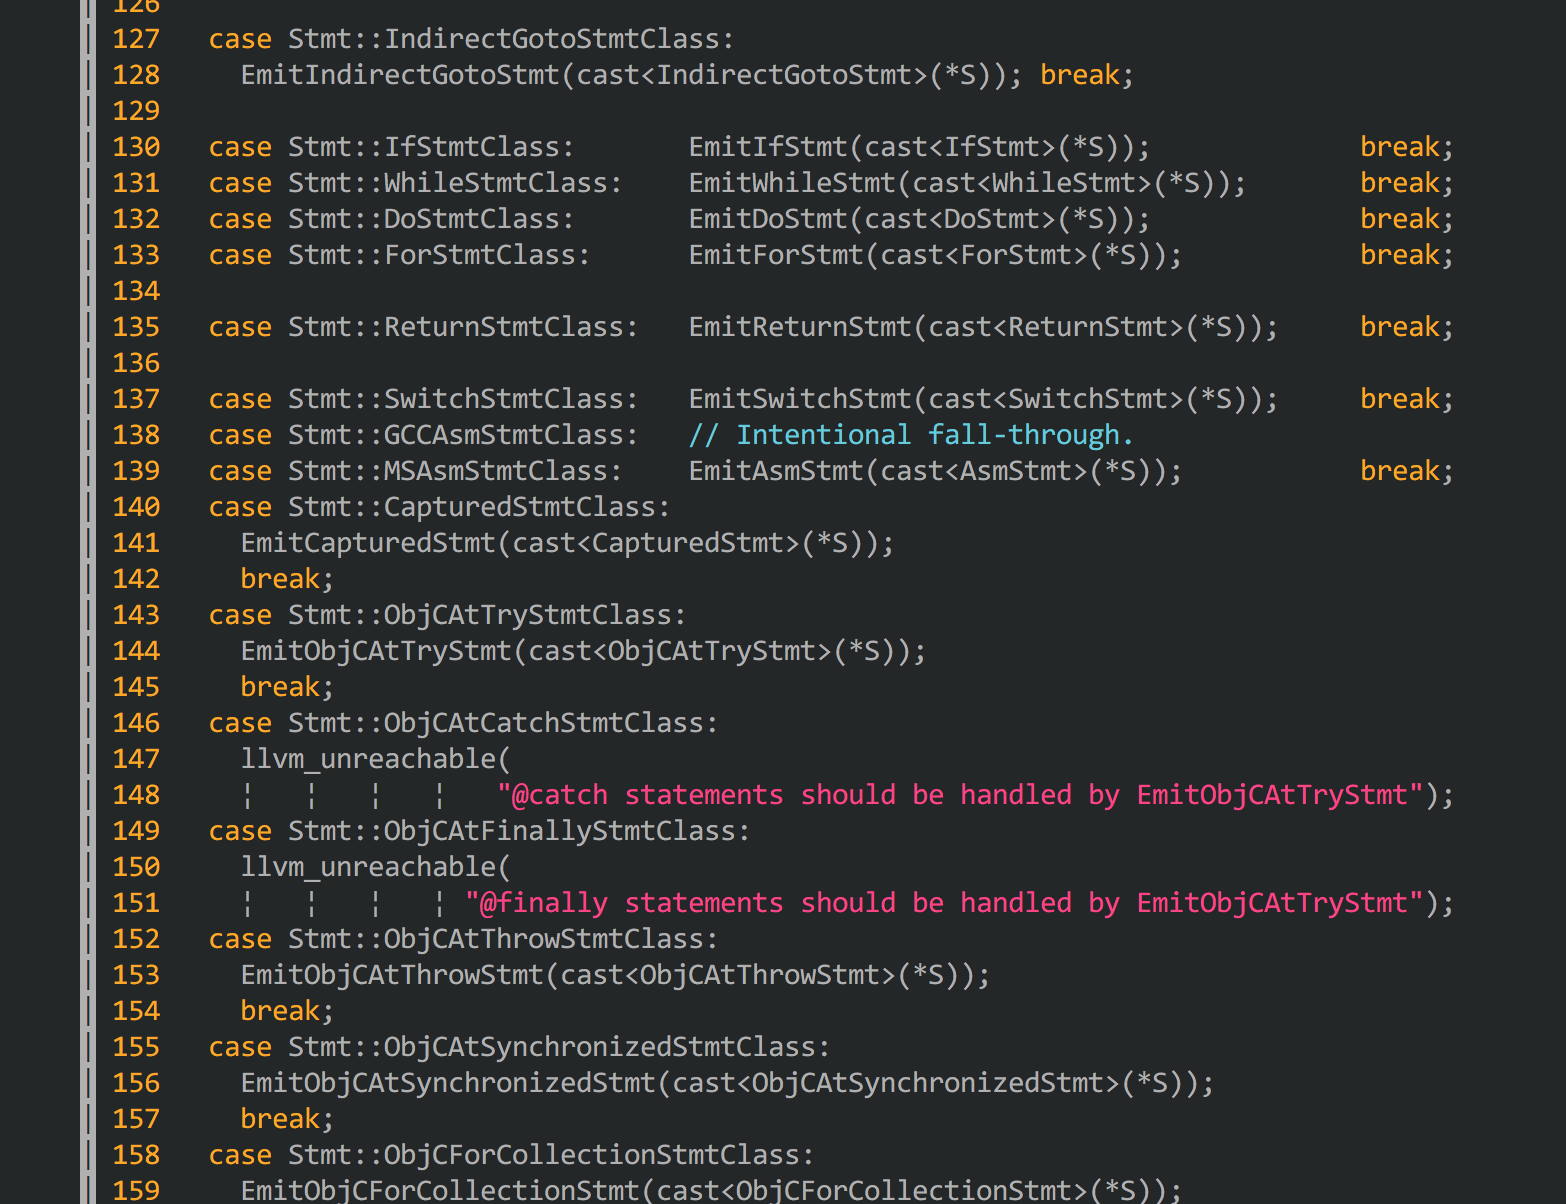 126
127 case Stmt::IndirectGotoStmtClass:
128 EmitIndirectGotoStmt(cast<IndirectGotoStmt>(*S)); break;
129
130 case Stmt::IfStmtClass: EmitIfStmt(cast<IfStmt>(*S)); break;
131 case Stmt::WhileStmtClass: EmitWhileStmt(cast<WhileStmt>(*S)); break;
132 case Stmt::DoStmtClass: EmitDoStmt(cast<DoStmt>(*S)); break;
133 case Stmt::ForStmtClass: EmitForStmt(cast<ForStmt>(*S)); break;
134
135 case Stmt::ReturnStmtClass: EmitReturnStmt(cast<ReturnStmt>(*S)); break;
136
137 case Stmt::SwitchStmtClass: EmitSwitchStmt(cast<SwitchStmt>(*S)); break;
138 case Stmt::GCCAsmStmtClass: // Intentional fall-through.
139 case Stmt::MSAsmStmtClass: EmitAsmStmt(cast<AsmStmt>(*S)); break;
140 case Stmt::CapturedStmtClass:
141 EmitCapturedStmt(cast<CapturedStmt>(*S));
142 break;
143 case Stmt::ObjCAtTryStmtClass:
144 EmitObjCAtTryStmt(cast<ObjCAtTryStmt>(*S));
145 break;
146 case Stmt::ObjCAtCatchStmtClass:
147 llvm_unreachable(
148 "@catch statements should be handled by EmitObjCAtTryStmt");
149 case Stmt::ObjCAtFinallyStmtClass:
150 llvm_unreachable(
151 "@finally statements should be handled by EmitObjCAtTryStmt");
152 case Stmt::ObjCAtThrowStmtClass:
153 EmitObjCAtThrowStmt(cast<ObjCAtThrowStmt>(*S));
154 break;
155 case Stmt::ObjCAtSynchronizedStmtClass:
156 EmitObjCAtSynchronizedStmt(cast<ObjCAtSynchronizedStmt>(*S));
157 break;
158 case Stmt::ObjCForCollectionStmtClass:
159 EmitObjCForCollectionStmt(cast<ObjCForCollectionStmt>(*S));